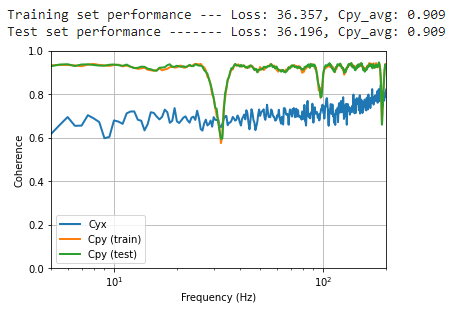 Training set performance --- Loss: 36.357, Cpy_avg: 0.909
Test set performance ------- Loss: 36.196, Cpy_avg: 0.909
1.0
0.8
0.6
0.4
0.2
0.0
Coherence
Cyx
Cpy (train)
Cpy (test)
10¹
10²
Frequency (Hz)